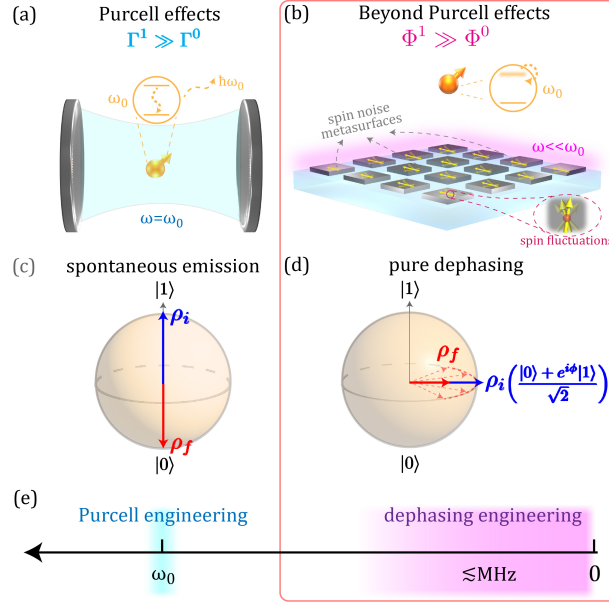 (a)
Purcell effects
Γ¹ ≫ Γ⁰
ω₀
ħω₀
ω=ω₀
(b)
Beyond Purcell effects
Φ¹ ≫ Φ⁰
ω₀
spin noise
metasurfaces
ω<<ω₀
spin fluctuations
(c)
spontaneous emission
|1⟩
ρᵢ
ρ_f
|0⟩
(d)
pure dephasing
|1⟩
ρ_f
ρᵢ((|0⟩ + e^{iϕ}|1⟩)/√2)
|0⟩
(e)
Purcell engineering
dephasing engineering
ω₀
≲MHz
0